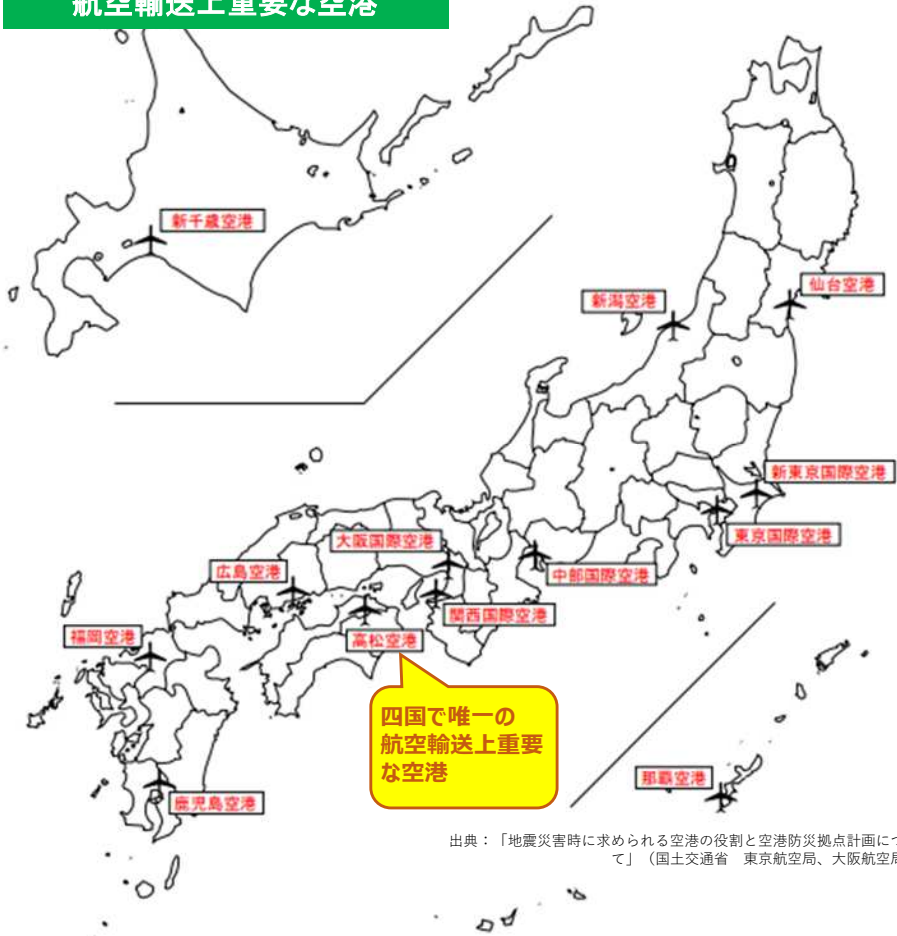 航空輸送上重要な空港
新千歳空港
仙台空港
新潟空港
新東京国際空港
東京国際空港
大阪国際空港
中部国際空港
広島空港
関西国際空港
福岡空港
高松空港
四国で唯一の
航空輸送上重要
な空港
那覇空港
鹿児島空港
出典：「地震災害時に求められる空港の役割と空港防災拠点計画につ
て」（国土交通省　東京航空局、大阪航空局